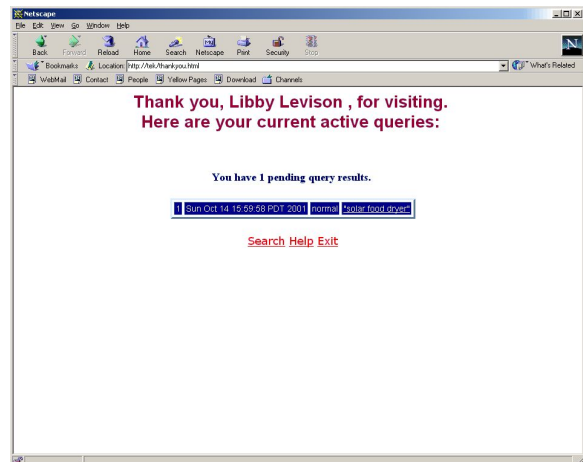 Netscape
File Edit View Go Window Help
Back Forward Reload Home Search Netscape Print Security Stop
N
Bookmarks Location: http://tek/thankyou.html What's Related
WebMail Contact People Yellow Pages Download Channels
Thank you, Libby Levison , for visiting.
Here are your current active queries:
You have 1 pending query results.
1 Sun Oct 14 15:59:58 PDT 2001 normal "solar food dryer"
Search Help Exit